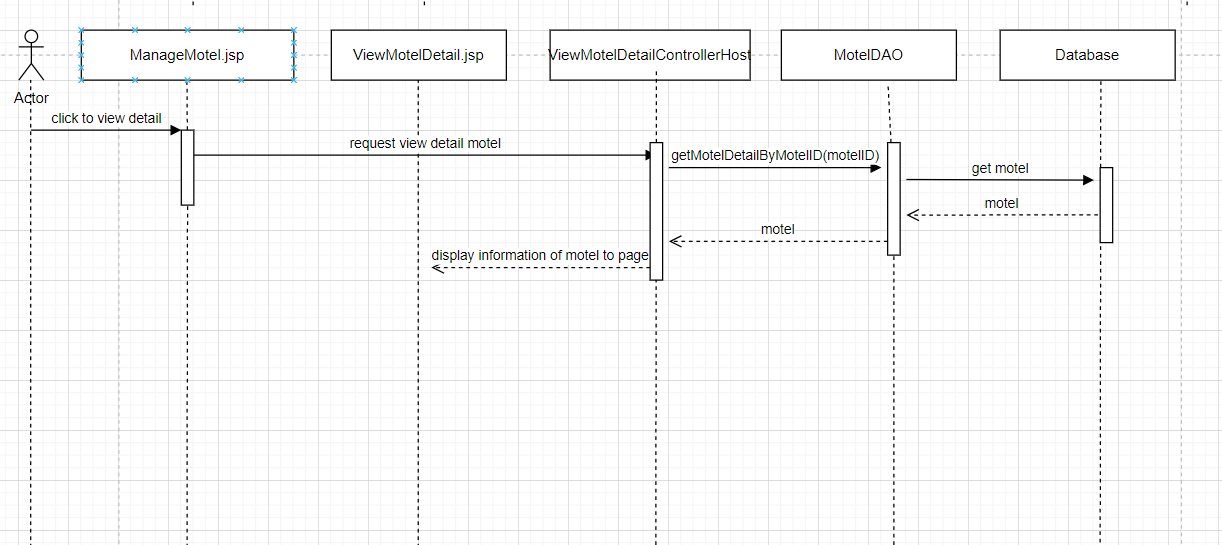 ManageMotel.jsp
ViewMotelDetail.jsp
ViewMotelDetailControllerHost
MotelDAO
Database
Actor
click to view detail
request view detail motel
getMotelDetailByMotelID(motelID)
get motel
motel
motel
display information of motel to page